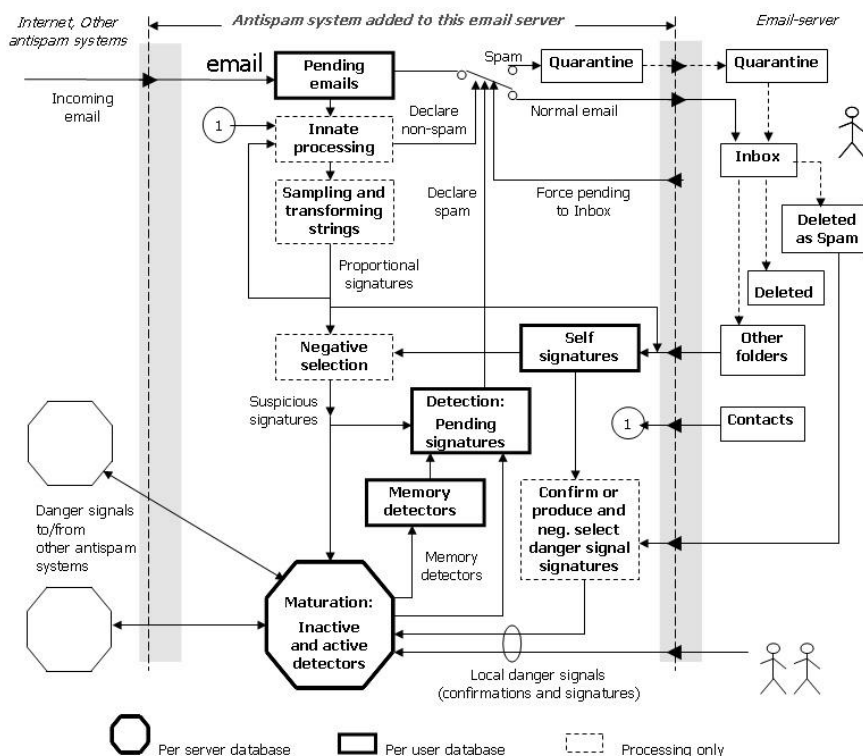 Internet, Other
antispam systems
Antispam system added to this email server
Email-server
Incoming
email
email
Pending
emails
Spam
Quarantine
Quarantine
Normal email
1
Innate
processing
Declare
non-spam
Inbox
Sampling and
transforming
strings
Declare
spam
Force pending
to Inbox
Deleted
as Spam
Proportional
signatures
Deleted
Negative
selection
Self
signatures
Other
folders
Suspicious
signatures
Detection:
Pending
signatures
1
Contacts
Memory
detectors
Confirm or
produce and
neg. select
danger signal
signatures
Danger signals
to/from
other antispam
systems
Memory
detectors
Maturation:
Inactive
and active
detectors
Local danger signals
(confirmations and signatures)
Per server database
Per user database
Processing only